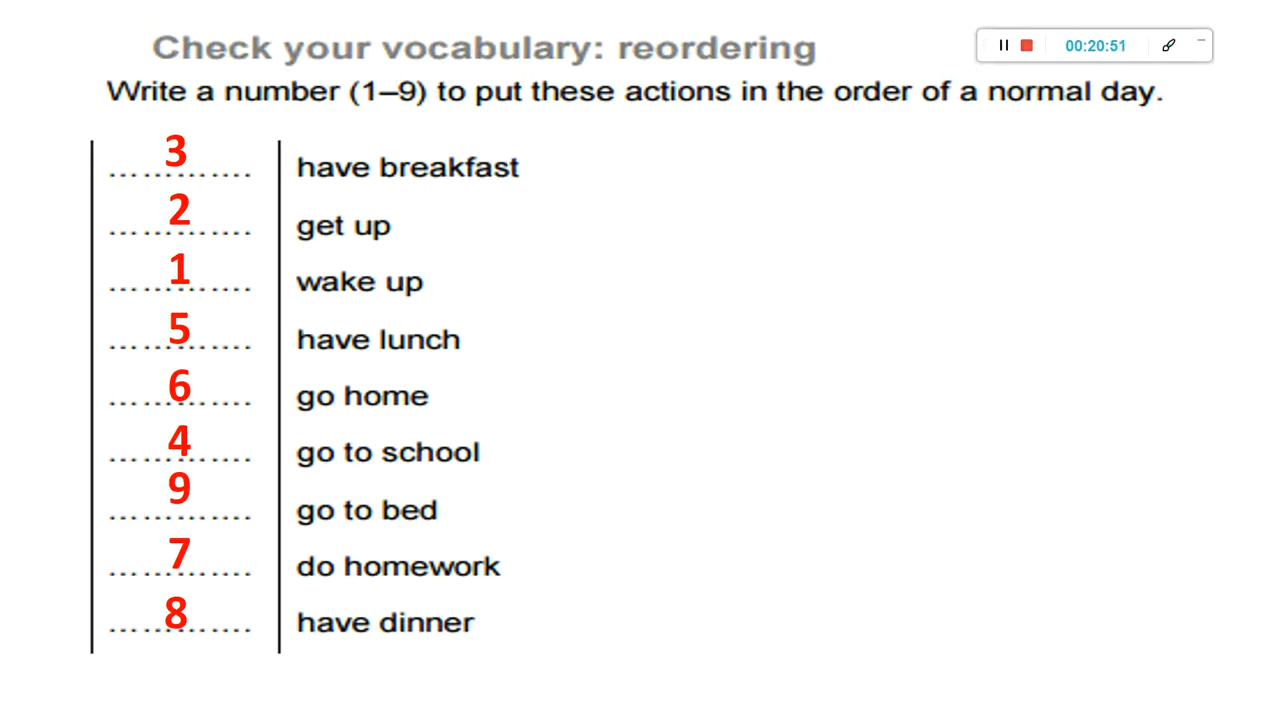 Check your vocabulary: reordering
00:20:51
Write a number (1–9) to put these actions in the order of a normal day.
3 …………. have breakfast
2 …………. get up
1 …………. wake up
5 …………. have lunch
6 …………. go home
4 …………. go to school
9 …………. go to bed
7 …………. do homework
8 …………. have dinner